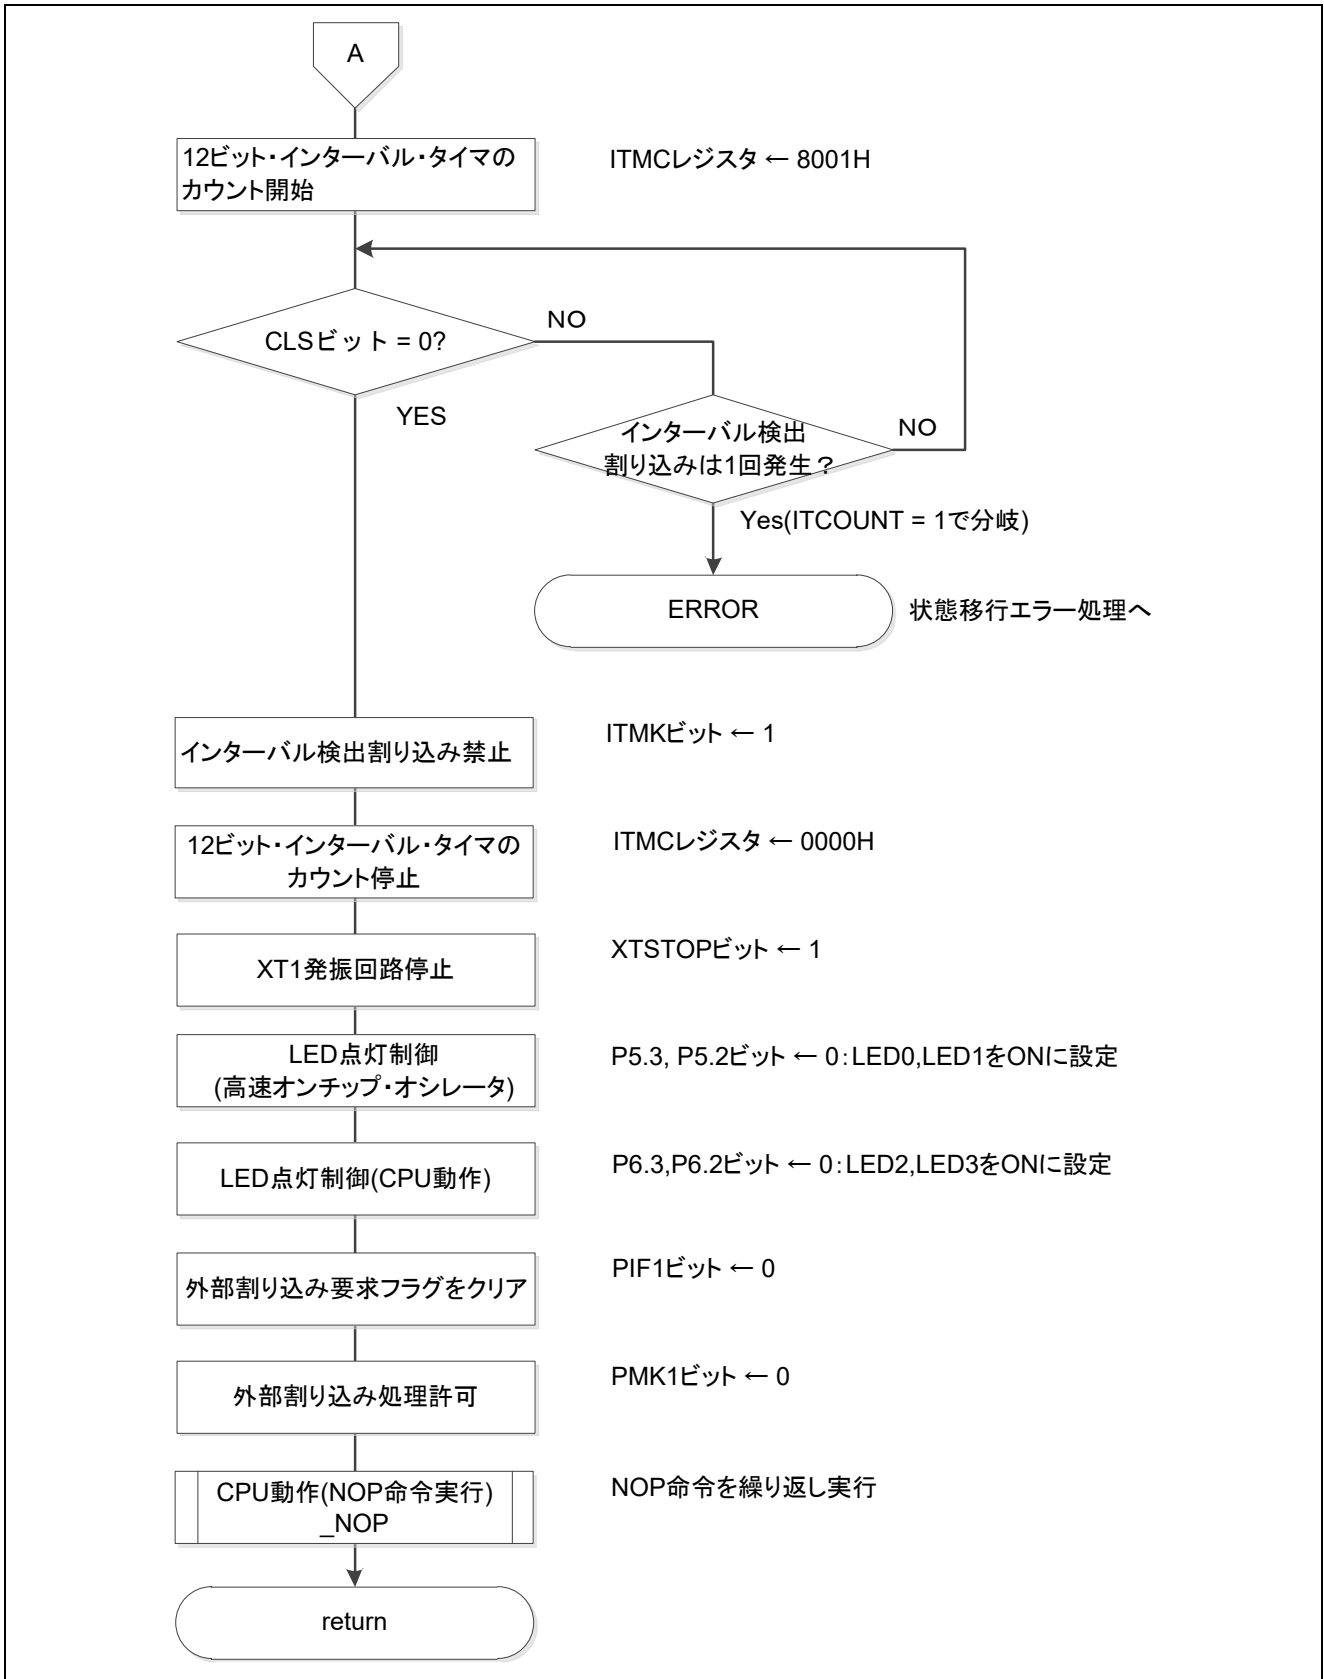 A
12ビット・インターバル・タイマの
カウント開始
ITMCレジスタ ← 8001H
CLSビット = 0?
NO
YES
インターバル検出
割り込みは1回発生？
NO
Yes(ITCOUNT = 1で分岐)
ERROR
状態移行エラー処理へ
インターバル検出割り込み禁止
ITMKビット ← 1
12ビット・インターバル・タイマの
カウント停止
ITMCレジスタ ← 0000H
XT1発振回路停止
XTSTOPビット ← 1
LED点灯制御
(高速オンチップ・オシレータ)
P5.3, P5.2ビット ← 0：LED0,LED1をONに設定
LED点灯制御(CPU動作)
P6.3,P6.2ビット ← 0：LED2,LED3をONに設定
外部割り込み要求フラグをクリア
PIF1ビット ← 0
外部割り込み処理許可
PMK1ビット ← 0
CPU動作(NOP命令実行)
_NOP
NOP命令を繰り返し実行
return